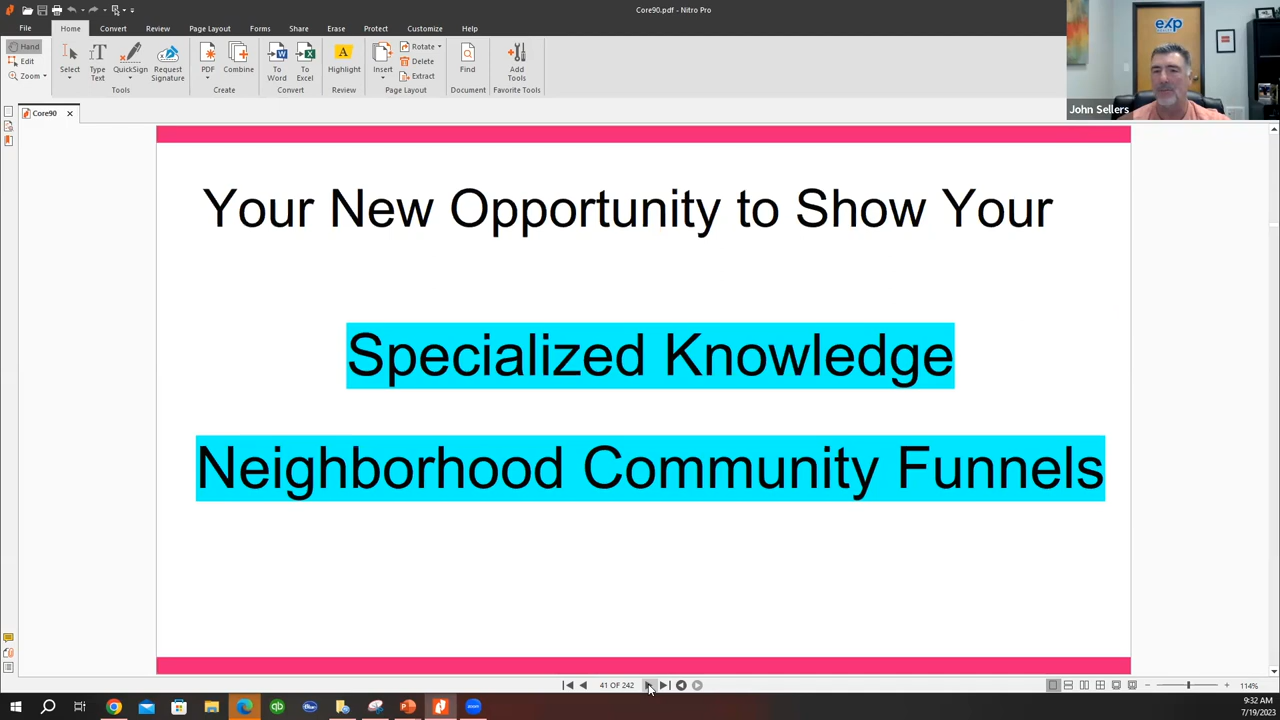 Core90.pdf - Nitro Pro
File Home Convert Review Page Layout Forms Share Erase Protect Customize Help
Hand
Edit
Zoom
Select
Type Text
QuickSign
Request Signature
Tools
PDF
Combine
Create
To Word
To Excel
Convert
Highlight
Review
Insert
Rotate
Delete
Extract
Page Layout
Find
Document
Add Tools
Favorite Tools
exp
John Sellers
Core90
Your New Opportunity to Show Your
Specialized Knowledge
Neighborhood Community Funnels
41 OF 242
114%
qb
9:32 AM
7/19/2023